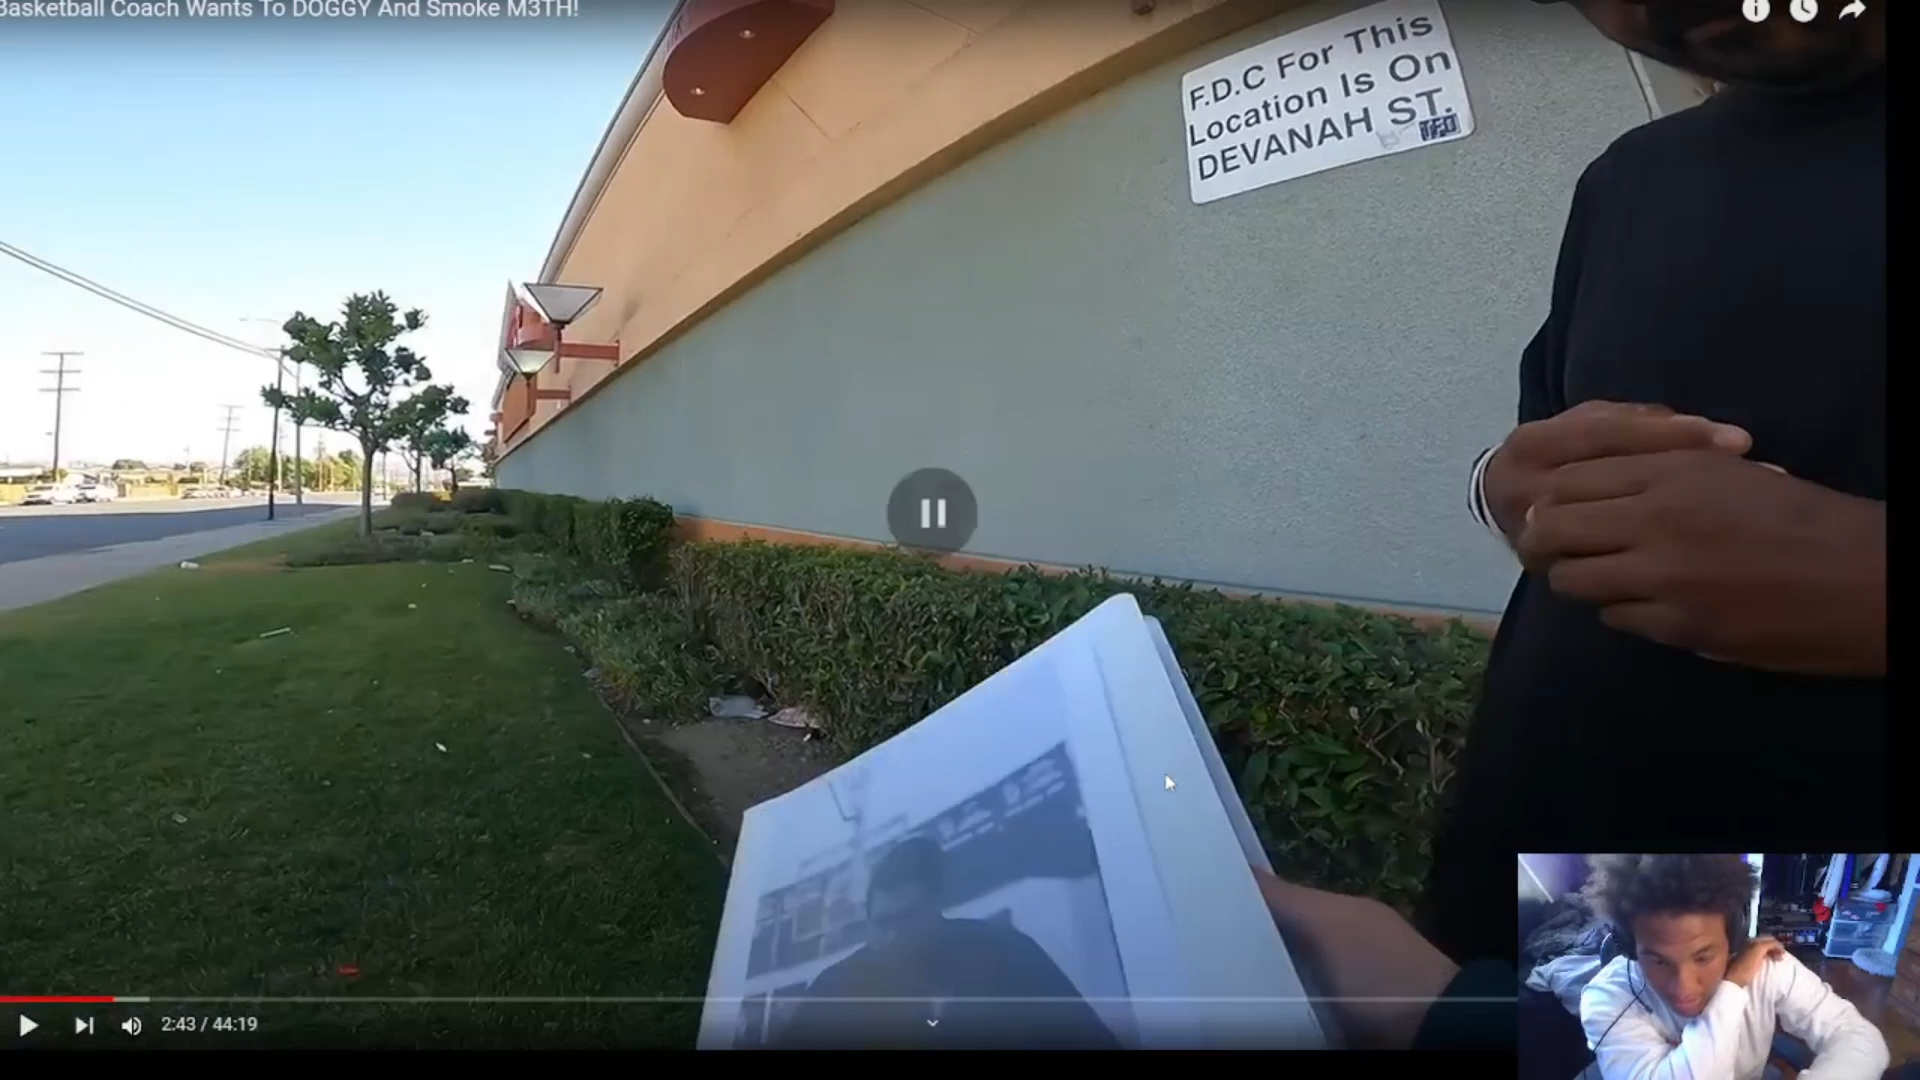 Basketball Coach Wants To DOGGY And Smoke M3TH!
F.D.C For This
Location Is On
DEVANAH ST.
2:43 / 44:19